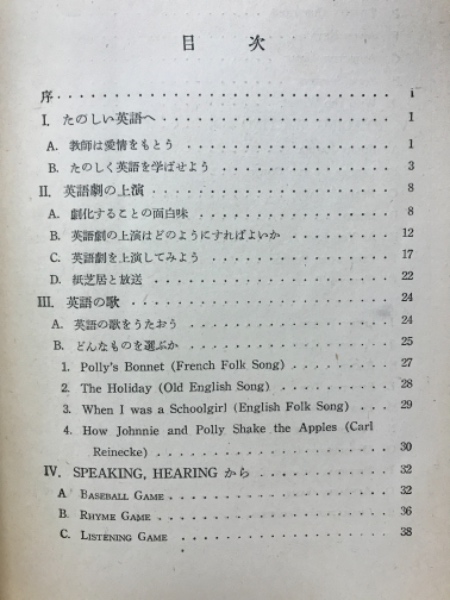 目 次
序 i
I. たのしい英語へ 1
A. 教師は愛情をもとう 1
B. たのしく英語を学ばせよう 3
II. 英語劇の上演 8
A. 劇化することの面白味 8
B. 英語劇の上演はどのようにすればよいか 12
C. 英語劇を上演してみよう 17
D. 紙芝居と放送 22
III. 英語の歌 24
A. 英語の歌をうたおう 24
B. どんなものを選ぶか 25
1. Polly's Bonnet (French Folk Song) 27
2. The Holiday (Old English Song) 28
3. When I was a Schoolgirl (English Folk Song) 29
4. How Johnnie and Polly Shake the Apples (Carl
Reinecke) 30
IV. SPEAKING, HEARING から 32
A BASEBALL GAME 32
B. RHYME GAME 36
C. LISTENING GAME 38